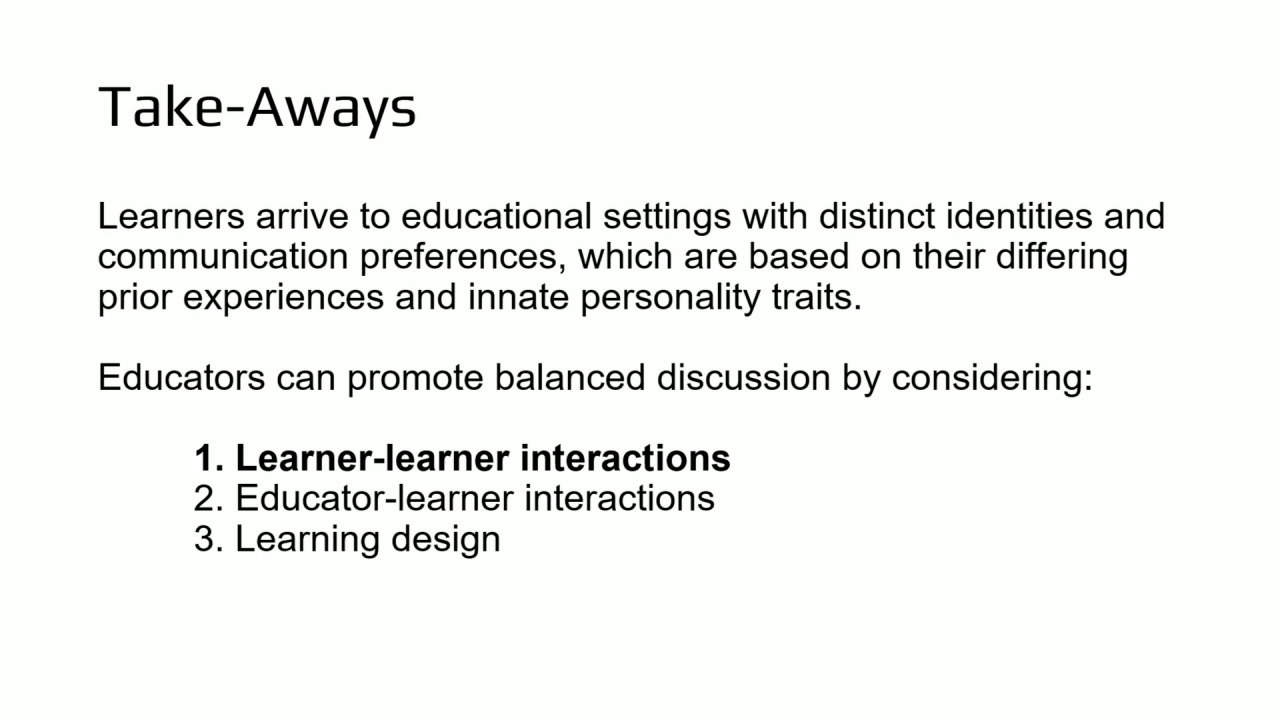 Take-Aways
Learners arrive to educational settings with distinct identities and
communication preferences, which are based on their differing
prior experiences and innate personality traits.
Educators can promote balanced discussion by considering:
1. Learner-learner interactions
2. Educator-learner interactions
3. Learning design